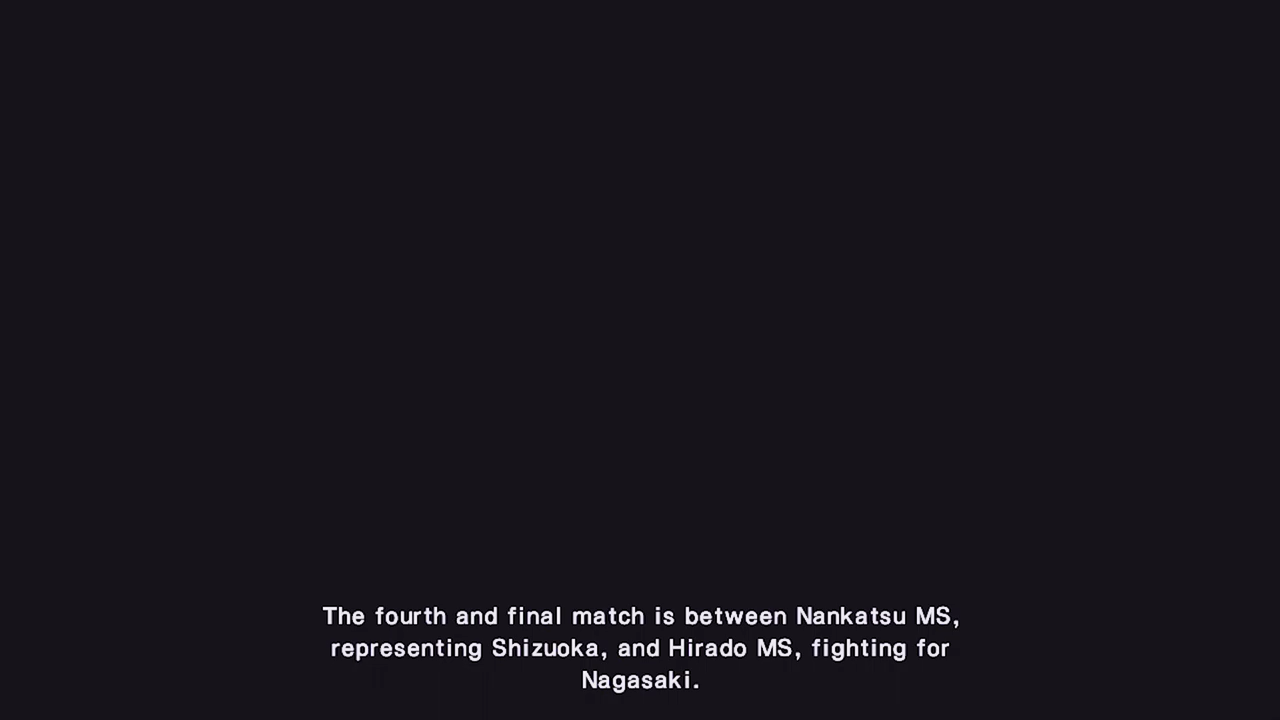 The fourth and final match is between Nankatsu MS,
representing Shizuoka, and Hirado MS, fighting for
Nagasaki.